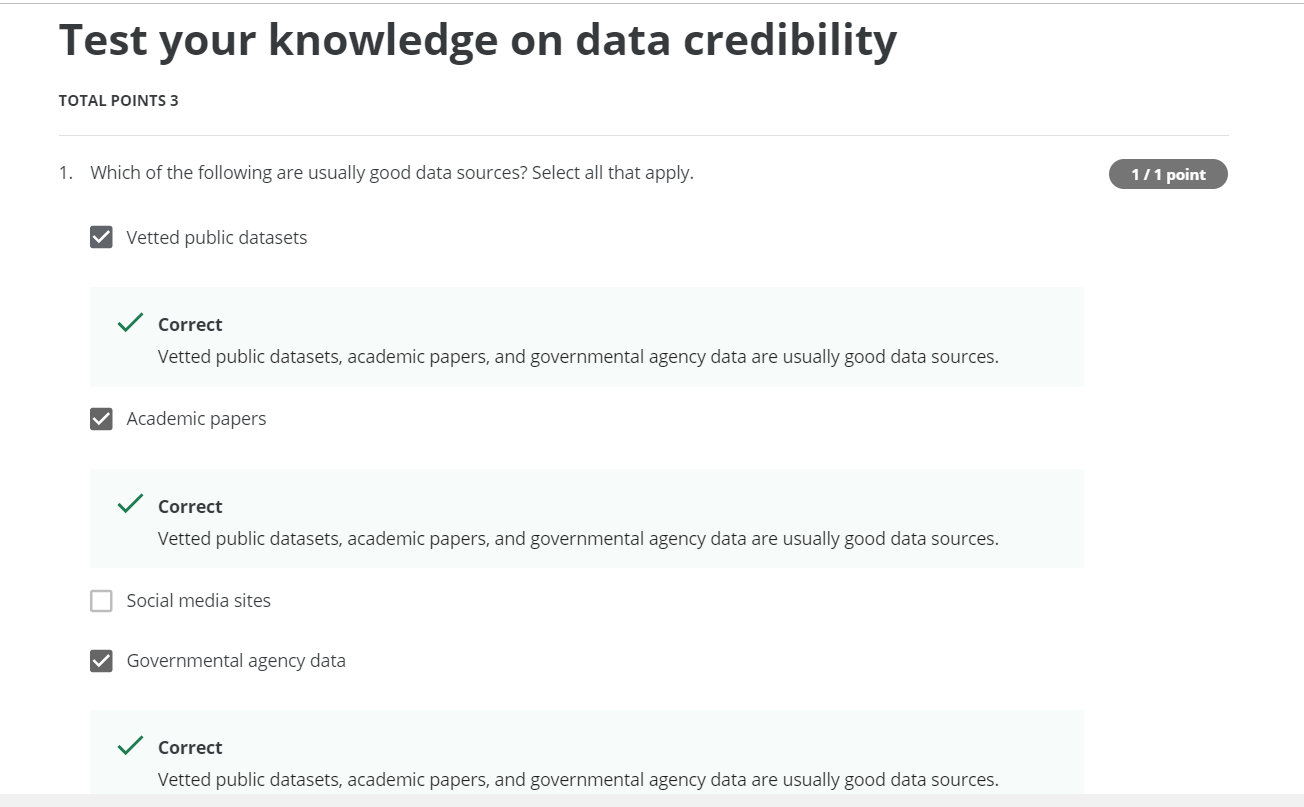 Test your knowledge on data credibility
TOTAL POINTS 3
1. Which of the following are usually good data sources? Select all that apply.
1 / 1 point
Vetted public datasets
Correct
Vetted public datasets, academic papers, and governmental agency data are usually good data sources.
Academic papers
Correct
Vetted public datasets, academic papers, and governmental agency data are usually good data sources.
Social media sites
Governmental agency data
Correct
Vetted public datasets, academic papers, and governmental agency data are usually good data sources.